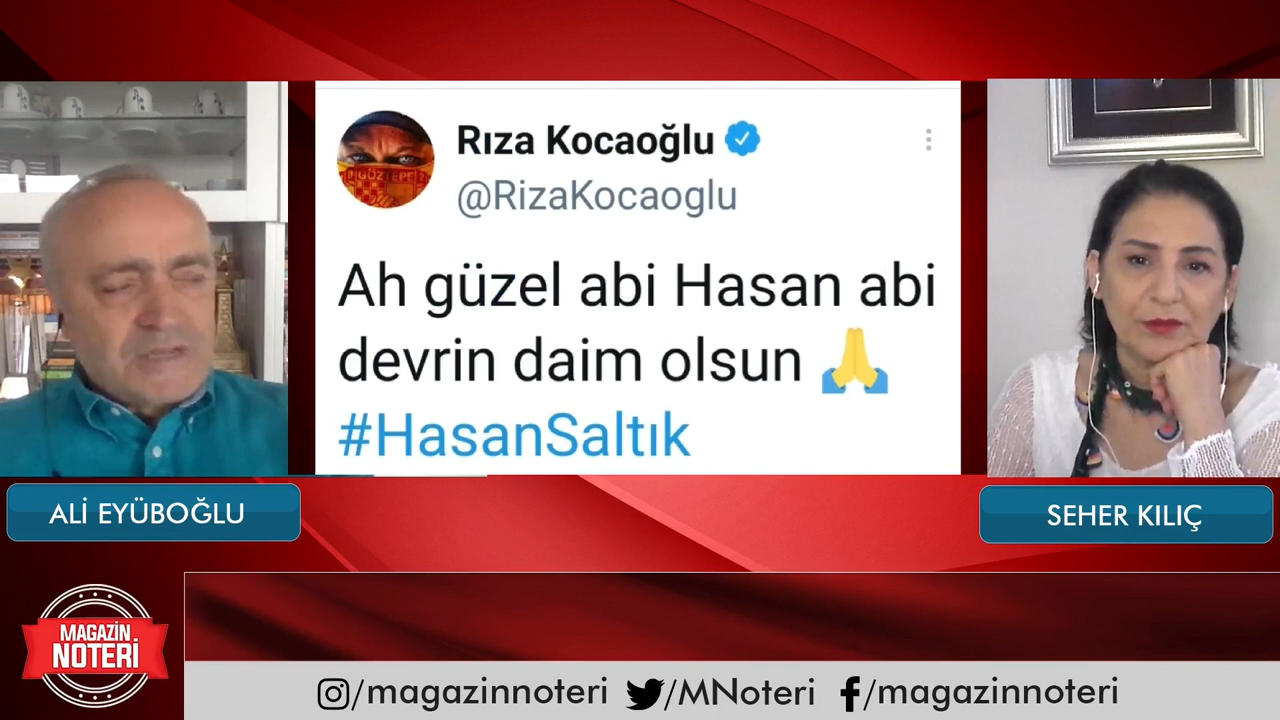 Rıza Kocaoğlu
@RizaKocaoglu
GÖZTEPE
Ah güzel abi Hasan abi
devrin daim olsun 🙏
#HasanSaltık
ALİ EYÜBOĞLU
SEHER KILIÇ
MAGAZİN
NOTERİ
/magazinnoteri /MNoteri /magazinnoteri